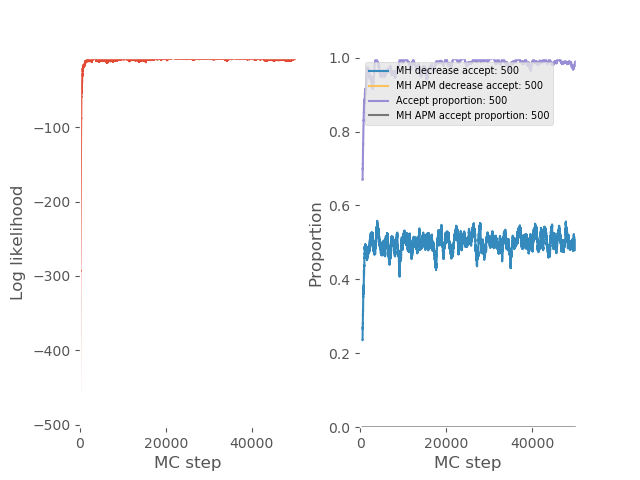 Log likelihood
−100
−200
−300
−400
−500
0
20000
40000
MC step
Proportion
1.0
0.8
0.6
0.4
0.2
0.0
0
20000
40000
MC step
MH decrease accept: 500
MH APM decrease accept: 500
Accept proportion: 500
MH APM accept proportion: 500